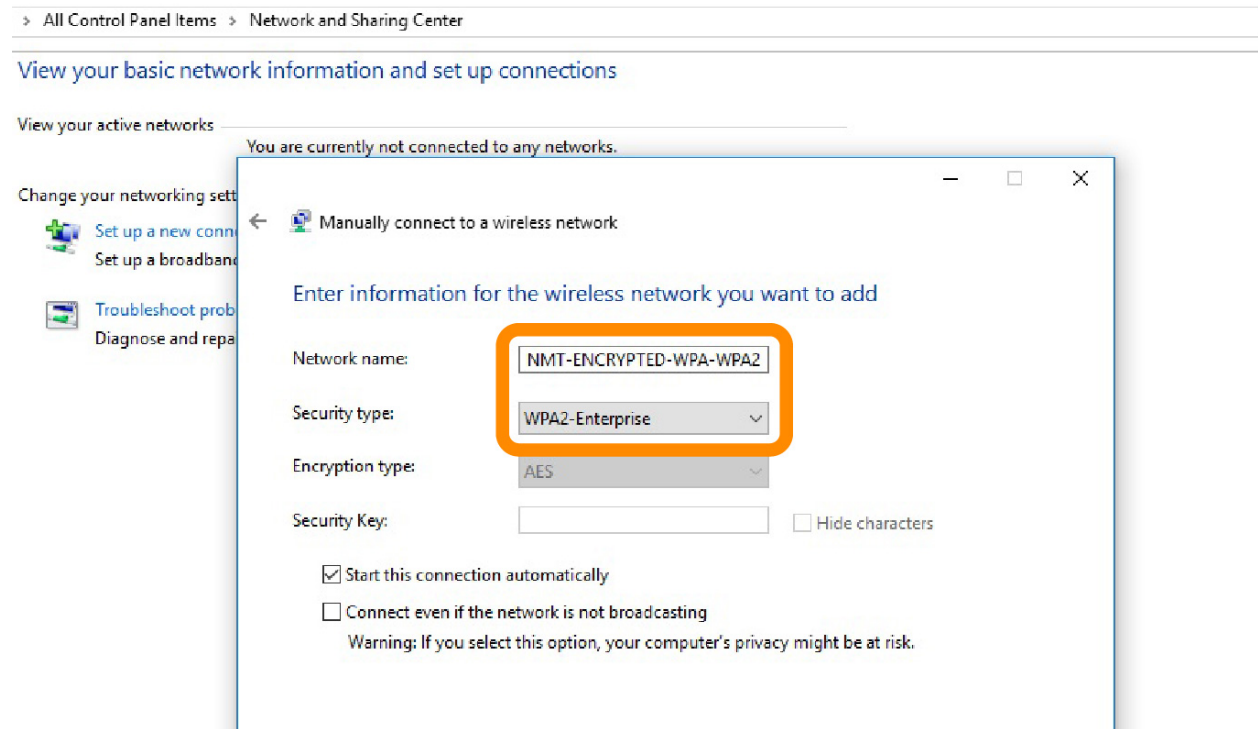 > All Control Panel Items > Network and Sharing Center
View your basic network information and set up connections
View your active networks
You are currently not connected to any networks.
Change your networking sett
Set up a new conn
Set up a broadband
Troubleshoot prob
Diagnose and repa
Manually connect to a wireless network
Enter information for the wireless network you want to add
Network name: NMT-ENCRYPTED-WPA-WPA2
Security type: WPA2-Enterprise
Encryption type: AES
Security Key: Hide characters
Start this connection automatically
Connect even if the network is not broadcasting
Warning: If you select this option, your computer's privacy might be at risk.